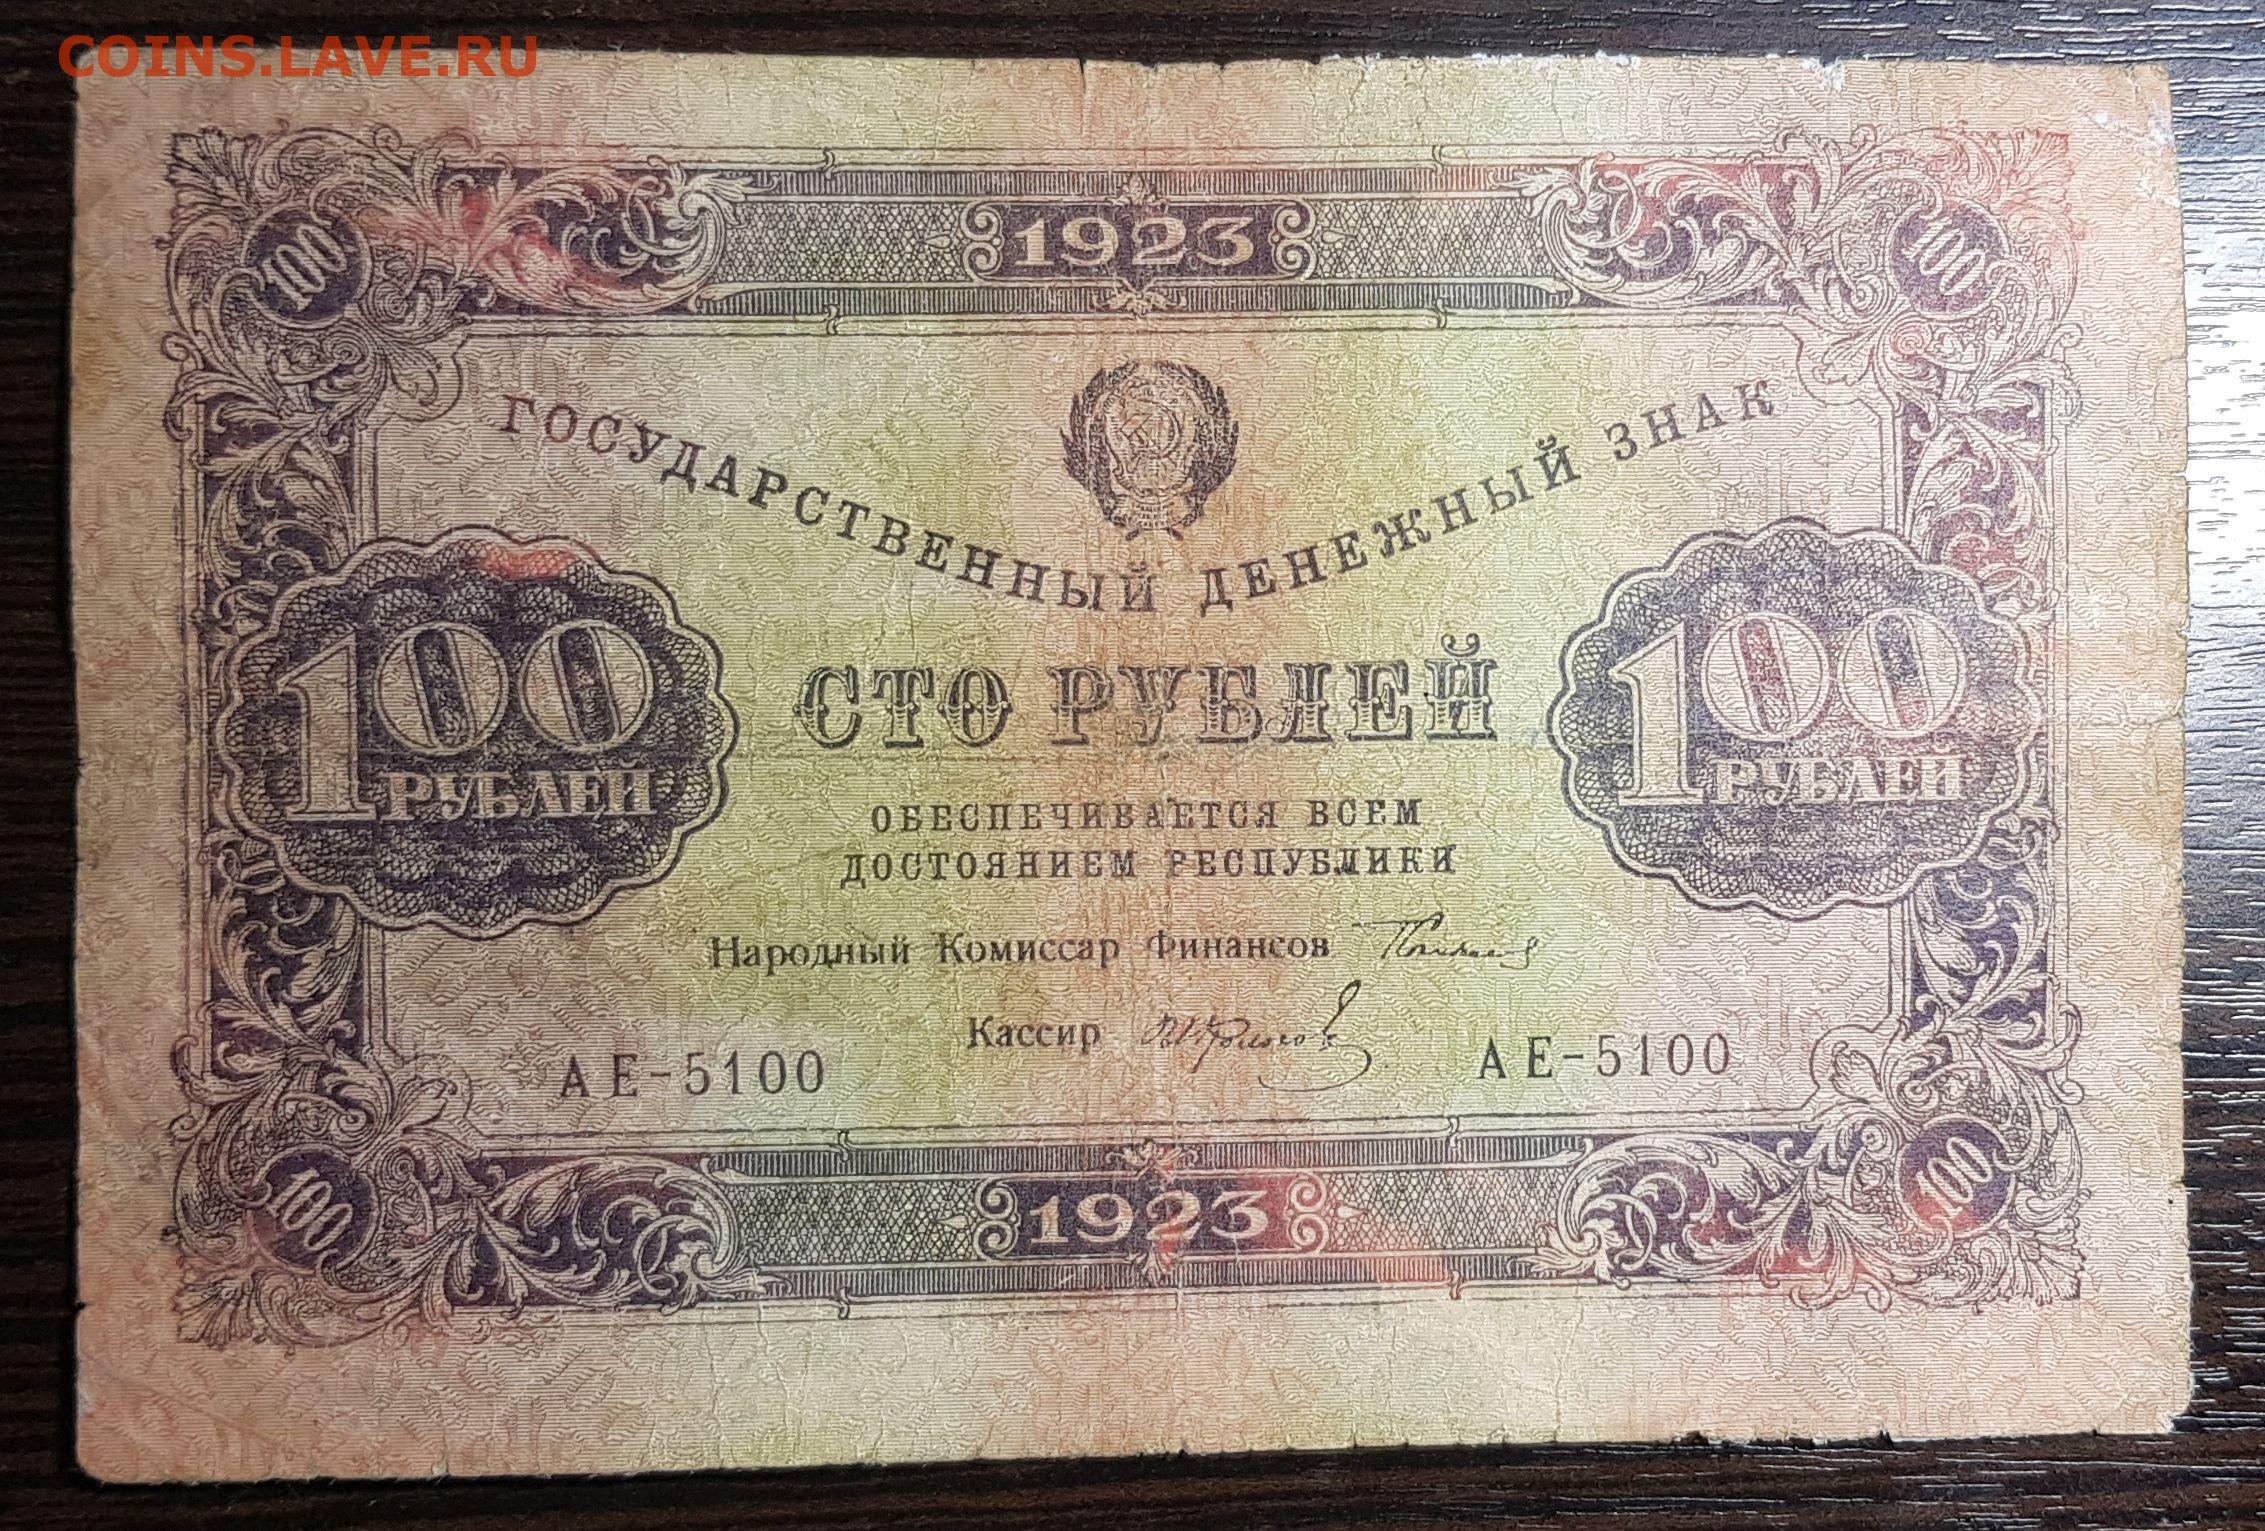 COINS.LAVE.RU
1923
100 100
ГОСУДАРСТВЕННЫЙ ДЕНЕЖНЫЙ ЗНАК
100 РУБЛЕЙ
СТО РУБЛЕЙ
100 РУБЛЕЙ
ОБЕСПЕЧИВАЕТСЯ ВСЕМ
ДОСТОЯНИЕМ РЕСПУБЛИКИ
Народный Комиссар Финансов
Кассир
АЕ-5100 АЕ-5100
100 100
1923